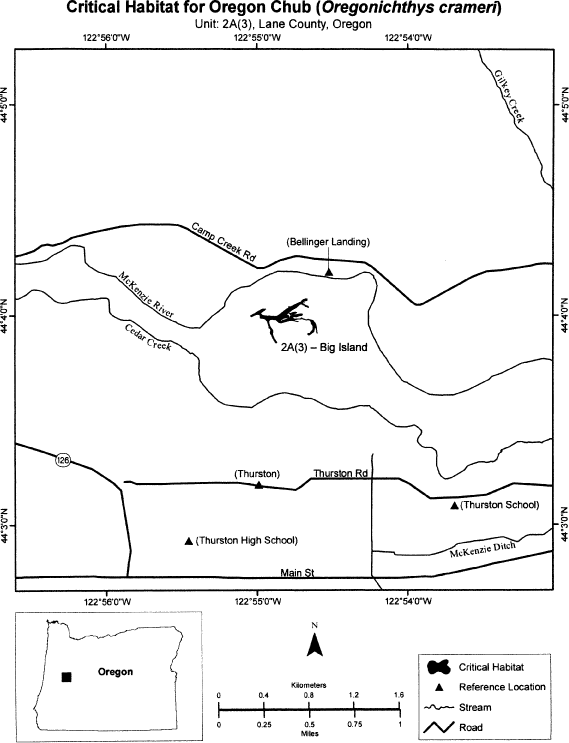 Critical Habitat for Oregon Chub (Oregonichthys crameri)
Unit: 2A(3), Lane County, Oregon
122°56'0"W 122°55'0"W 122°54'0"W
44°5'0"N 44°5'0"N
Gilkey Creek
Camp Creek Rd
(Bellinger Landing)
McKenzie River
44°4'0"N 44°4'0"N
Cedar Creek
2A(3) – Big Island
126
(Thurston) Thurston Rd
(Thurston School)
44°3'0"N 44°3'0"N
(Thurston High School)
McKenzie Ditch
Main St
122°56'0"W 122°55'0"W 122°54'0"W
Oregon
N
Kilometers
0 0.4 0.8 1.2 1.6
0 0.25 0.5 0.75 1
Miles
Critical Habitat
Reference Location
Stream
Road